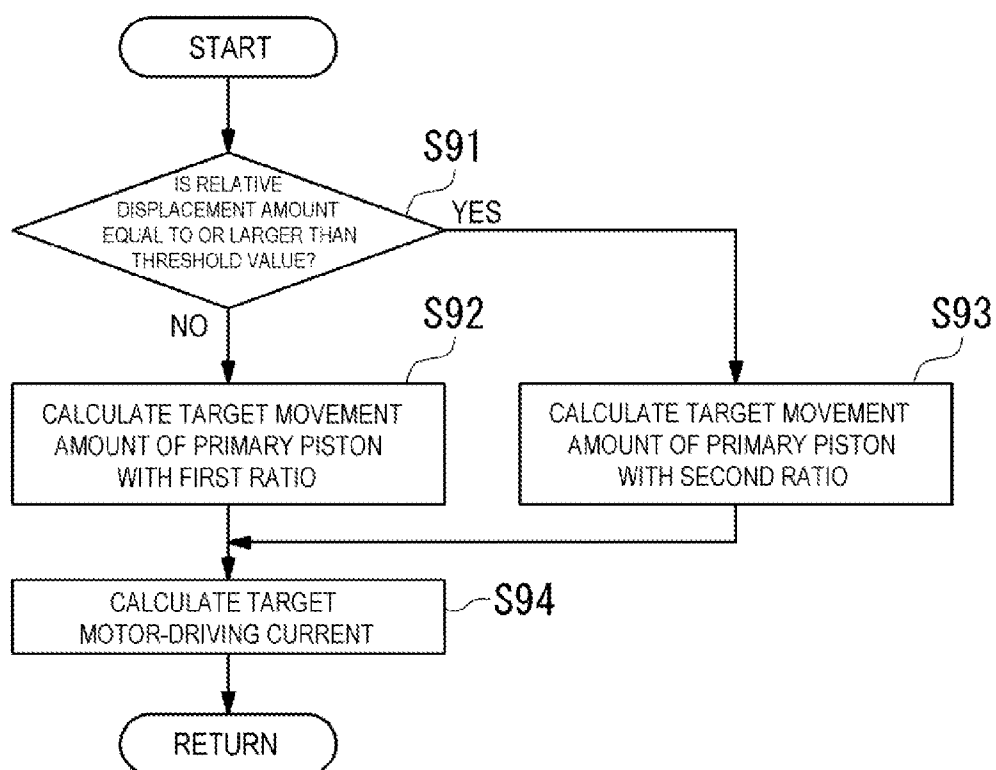 START
S91
IS RELATIVE
DISPLACEMENT AMOUNT
EQUAL TO OR LARGER THAN
THRESHOLD VALUE?
YES
NO
S92
CALCULATE TARGET MOVEMENT
AMOUNT OF PRIMARY PISTON
WITH FIRST RATIO
S93
CALCULATE TARGET MOVEMENT
AMOUNT OF PRIMARY PISTON
WITH SECOND RATIO
S94
CALCULATE TARGET
MOTOR-DRIVING CURRENT
RETURN